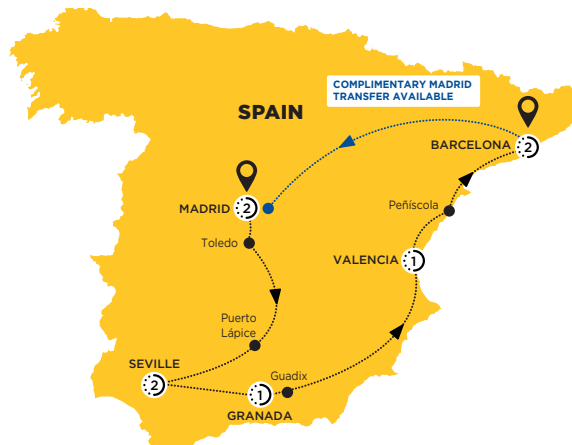 COMPLIMENTARY MADRID
TRANSFER AVAILABLE
SPAIN
BARCELONA 2
MADRID 2
Peñíscola
Toledo
VALENCIA 1
Puerto
Lápice
SEVILLE
2
Guadix
1
GRANADA